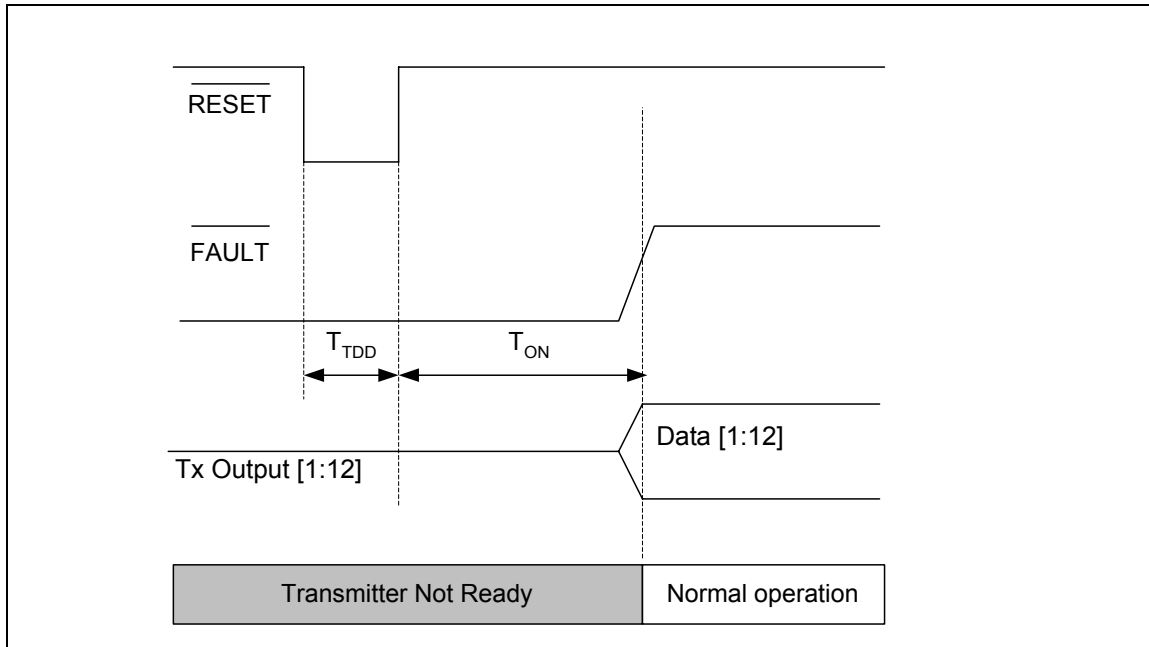 RESET
FAULT
T_TDD
T_ON
Data [1:12]
Tx Output [1:12]
Transmitter Not Ready
Normal operation